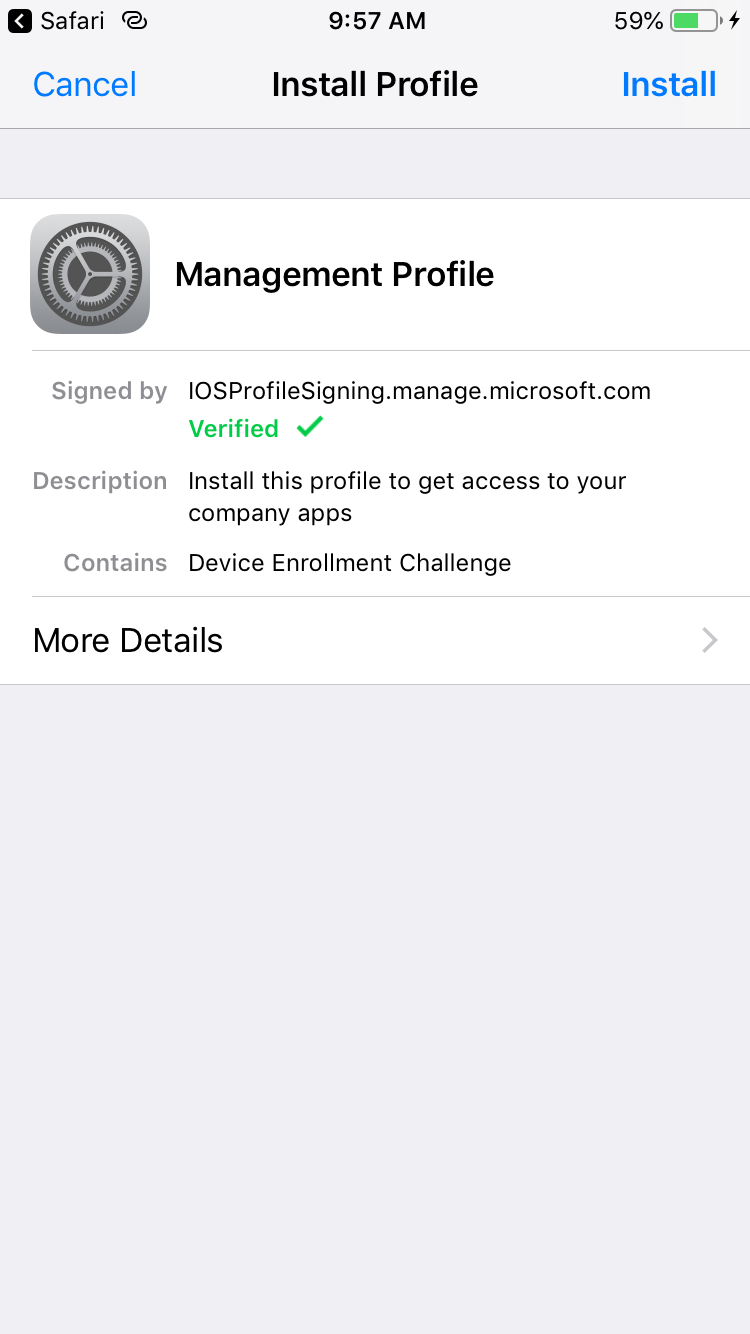 Safari 9:57 AM 59%
Cancel Install Profile Install
Management Profile
Signed by IOSProfileSigning.manage.microsoft.com
Verified
Description Install this profile to get access to your
company apps
Contains Device Enrollment Challenge
More Details